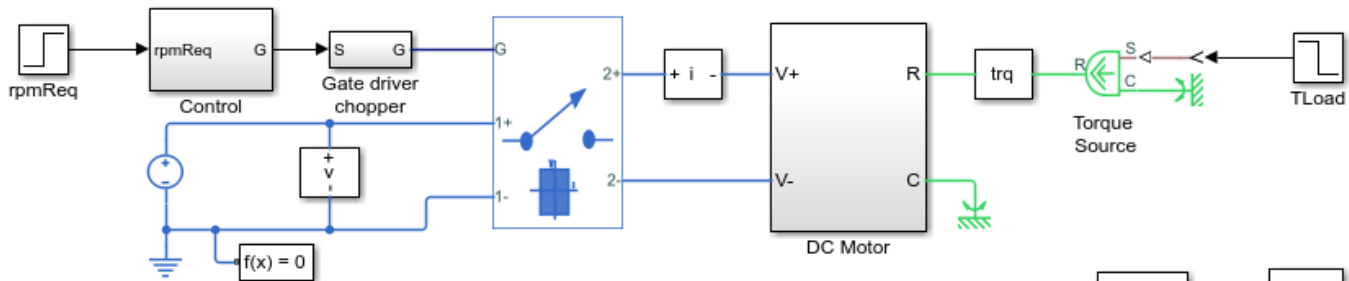 rpmReq
rpmReq
G
Control
S
G
Gate driver
chopper
G
1+
1-
2+
2-
+
v
-
+
-
f(x) = 0
+ i -
V+
V-
R
C
DC Motor
trq
R
S
C
Torque
Source
TLoad